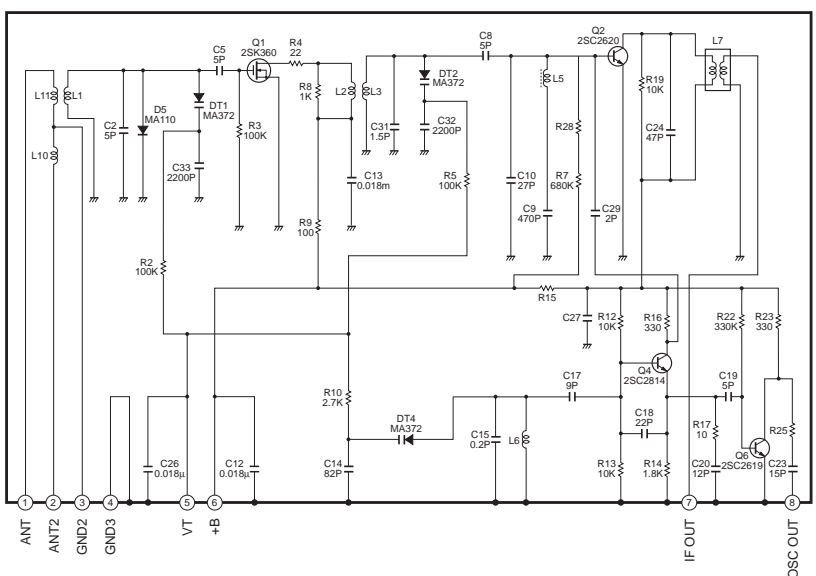 Q1
2SK360
R4
22
C5
5P
C8
5P
Q2
2SC2620
L7
L11
L1
C2
5P
D5
MA110
DT1
MA372
R3
100K
R8
1K
L2
L3
C31
1.5P
DT2
MA372
C32
2200P
L5
R19
10K
C24
47P
L10
C33
2200P
C13
0.018m
R5
100K
C10
27P
R28
R7
680K
C9
470P
C29
2P
R2
100K
R9
100
R15
C27
R12
10K
R16
330
R22
330K
R23
330
Q4
2SC2814
R10
2.7K
DT4
MA372
C17
9P
C19
5P
C15
0.2P
L6
C18
22P
R17
10
R25
Q6
2SC2619
C26
0.018µ
C12
0.018µ
C14
82P
R13
10K
R14
1.8K
C20
12P
C23
15P
1
2
3
4
5
6
7
8
ANT
ANT2
GND2
GND3
VT
+B
IF OUT
OSC OUT